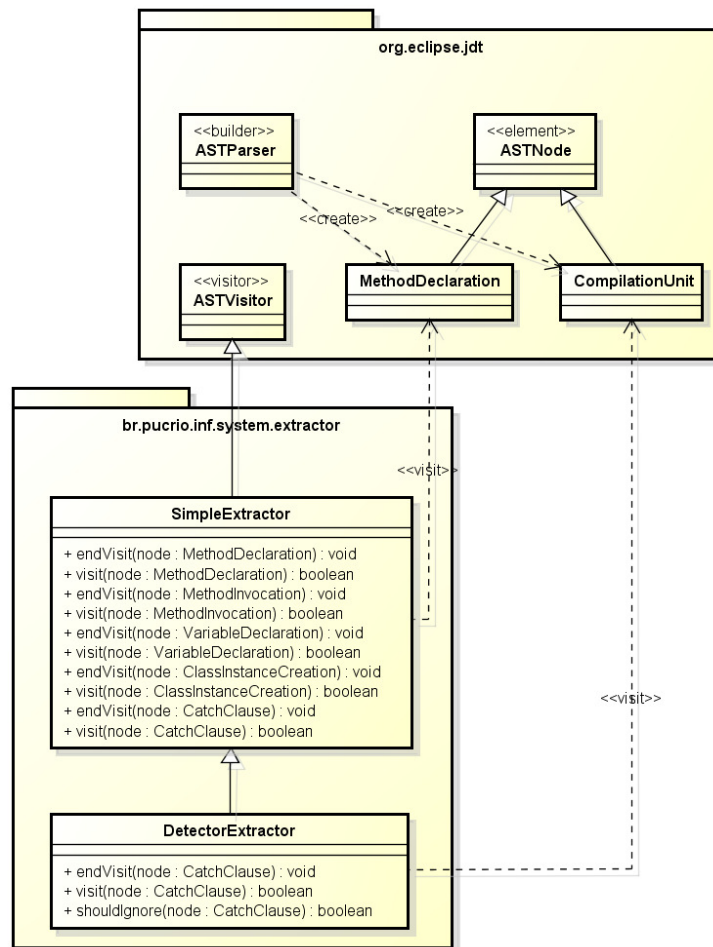 org.eclipse.jdt
<<builder>>
ASTParser
<<element>>
ASTNode
<<create>>
<<create>>
<<visitor>>
ASTVisitor
MethodDeclaration
CompilationUnit
br.pucrio.inf.system.extractor
<<visit>>
SimpleExtractor
+ endVisit(node : MethodDeclaration) : void
+ visit(node : MethodDeclaration) : boolean
+ endVisit(node : MethodInvocation) : void
+ visit(node : MethodInvocation) : boolean
+ endVisit(node : VariableDeclaration) : void
+ visit(node : VariableDeclaration) : boolean
+ endVisit(node : ClassInstanceCreation) : void
+ visit(node : ClassInstanceCreation) : boolean
+ endVisit(node : CatchClause) : void
+ visit(node : CatchClause) : boolean
<<visit>>
DetectorExtractor
+ endVisit(node : CatchClause) : void
+ visit(node : CatchClause) : boolean
+ shouldIgnore(node : CatchClause) : boolean